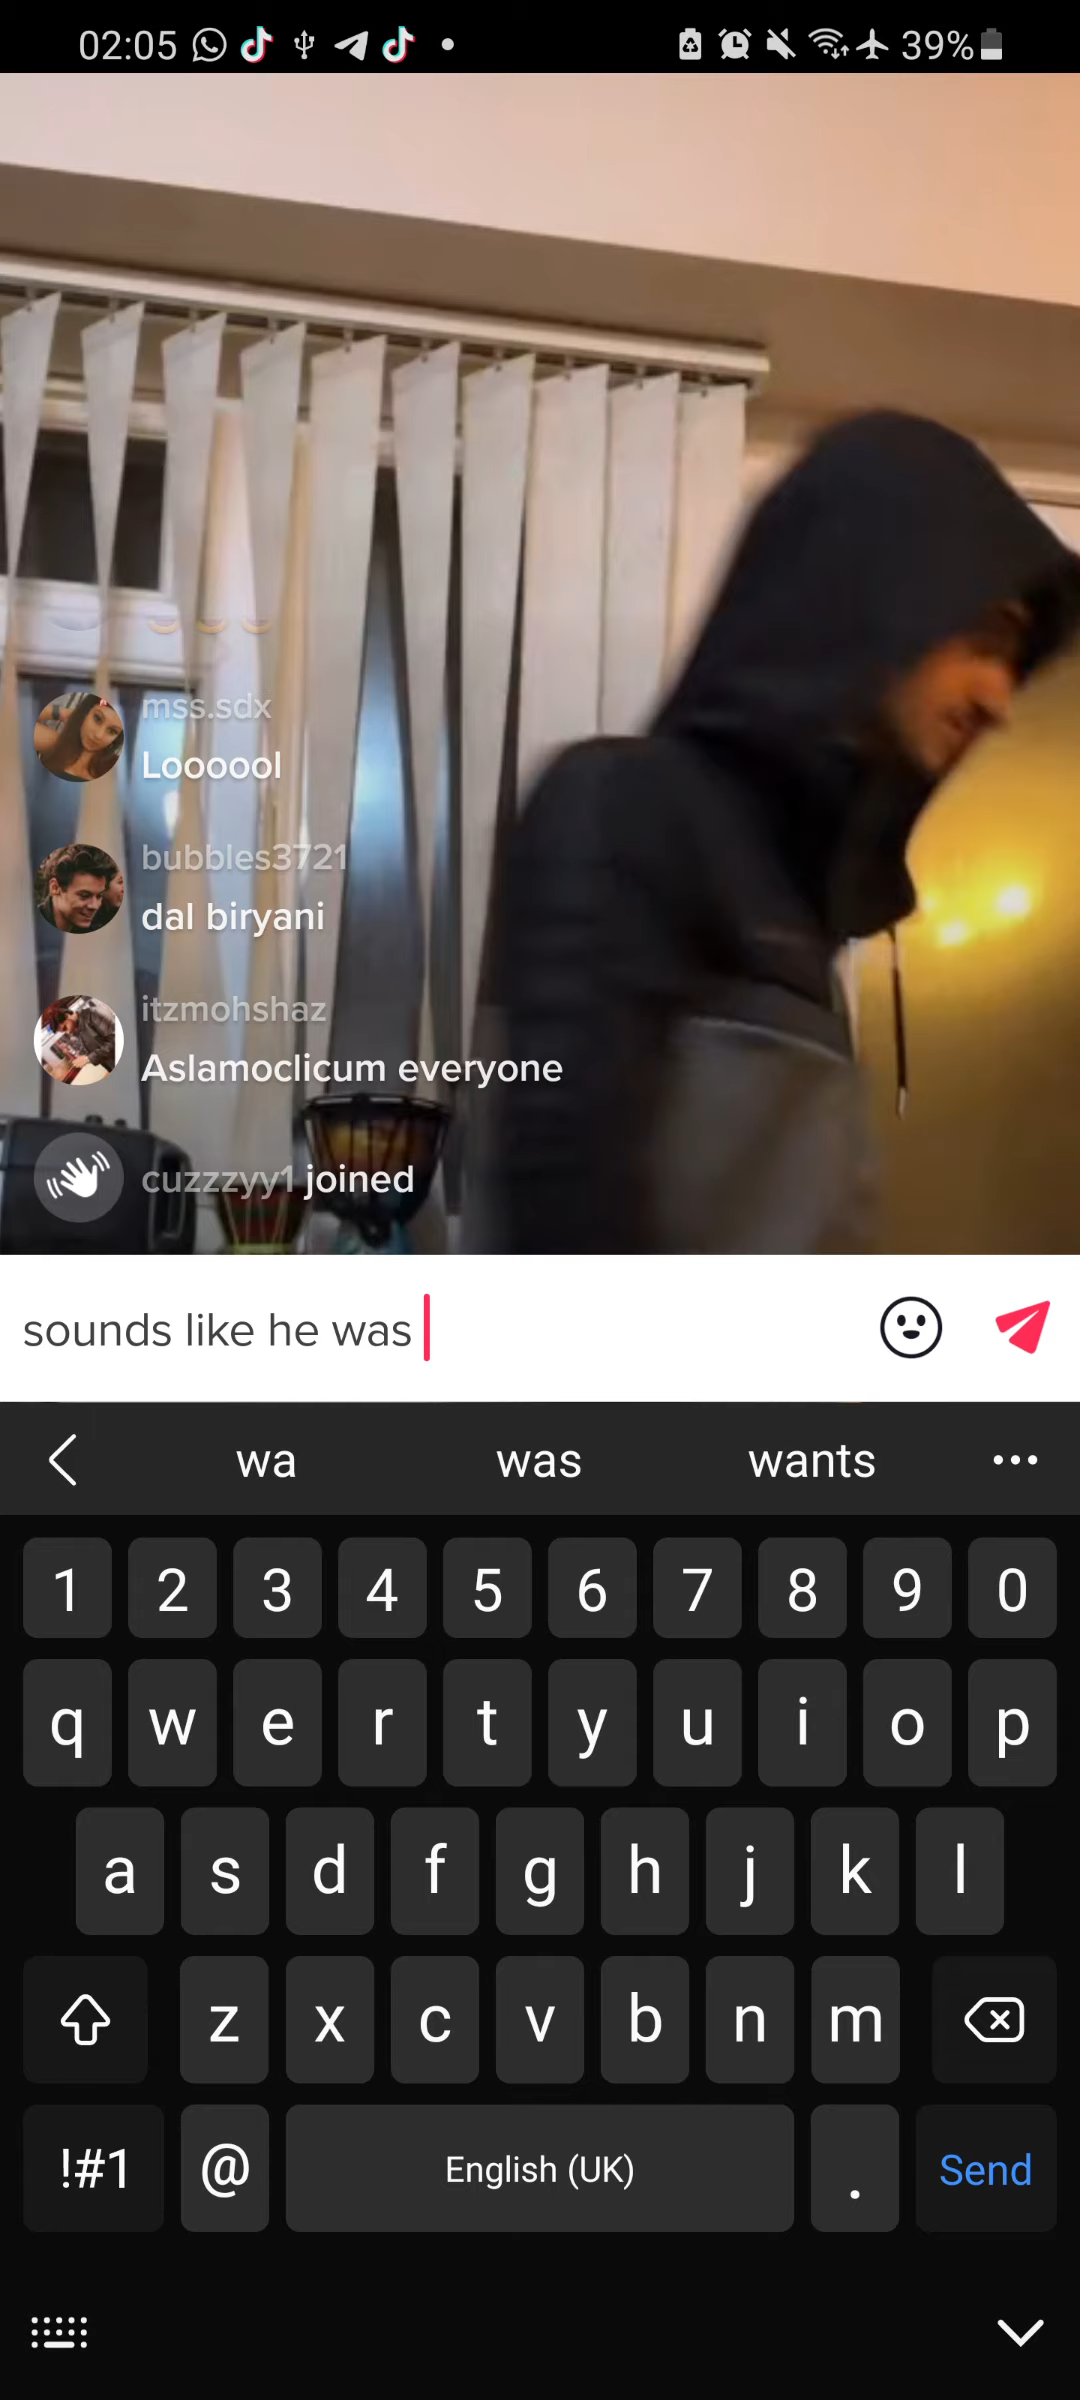 02:05 39%
mss.sdx
Loooool
bubbles3721
dal biryani
itzmohshaz
Aslamoclicum everyone
cuzzzyy1 joined
sounds like he was
wa was wants
1 2 3 4 5 6 7 8 9 0
q w e r t y u i o p
a s d f g h j k l
z x c v b n m
!#1 @ English (UK) . Send